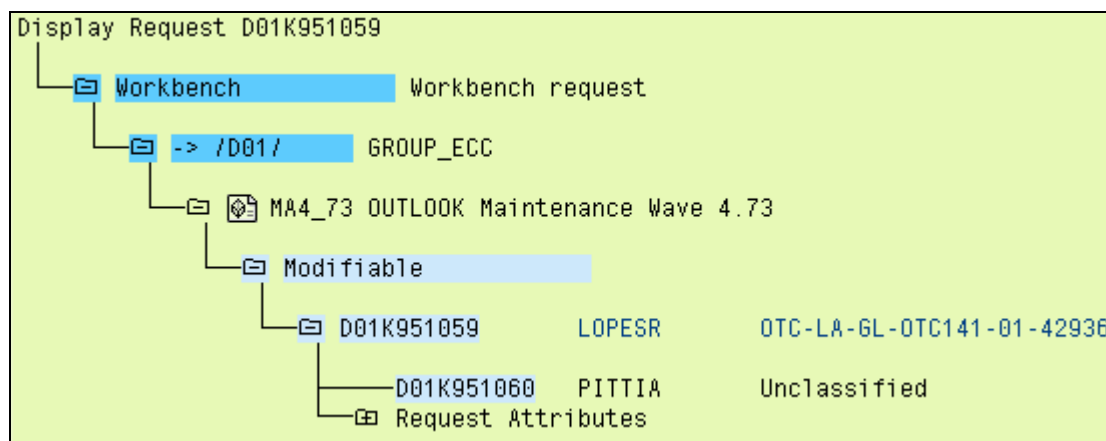 Display Request D01K951059
Workbench Workbench request
-> /D01/ GROUP_ECC
MA4_73 OUTLOOK Maintenance Wave 4.73
Modifiable
D01K951059 LOPESR OTC-LA-GL-OTC141-01-42936
D01K951060 PITTIA Unclassified
Request Attributes